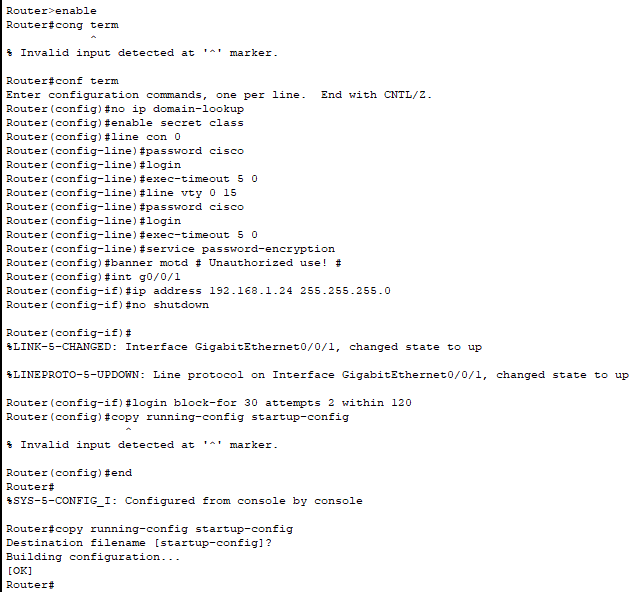 Router>enable
Router#cong term
^
% Invalid input detected at '^' marker.
Router#conf term
Enter configuration commands, one per line.  End with CNTL/Z.
Router(config)#no ip domain-lookup
Router(config)#enable secret class
Router(config)#line con 0
Router(config-line)#password cisco
Router(config-line)#login
Router(config-line)#exec-timeout 5 0
Router(config-line)#line vty 0 15
Router(config-line)#password cisco
Router(config-line)#login
Router(config-line)#exec-timeout 5 0
Router(config-line)#service password-encryption
Router(config)#banner motd # Unauthorized use! #
Router(config)#int g0/0/1
Router(config-if)#ip address 192.168.1.24 255.255.255.0
Router(config-if)#no shutdown
Router(config-if)#
%LINK-5-CHANGED: Interface GigabitEthernet0/0/1, changed state to up
%LINEPROTO-5-UPDOWN: Line protocol on Interface GigabitEthernet0/0/1, changed state to up
Router(config-if)#login block-for 30 attempts 2 within 120
Router(config)#copy running-config startup-config
^
% Invalid input detected at '^' marker.
Router(config)#end
Router#
%SYS-5-CONFIG_I: Configured from console by console
Router#copy running-config startup-config
Destination filename [startup-config]?
Building configuration...
[OK]
Router#